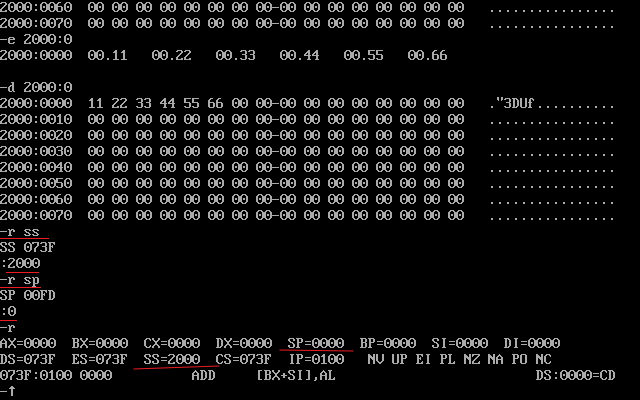 2000:0060  00 00 00 00 00 00 00 00-00 00 00 00 00 00 00 00   ................
2000:0070  00 00 00 00 00 00 00 00-00 00 00 00 00 00 00 00   ................
-e 2000:0
2000:0000  00.11   00.22   00.33   00.44   00.55   00.66
-d 2000:0
2000:0000  11 22 33 44 55 66 00 00-00 00 00 00 00 00 00 00   ."3DUf..........
2000:0010  00 00 00 00 00 00 00 00-00 00 00 00 00 00 00 00   ................
2000:0020  00 00 00 00 00 00 00 00-00 00 00 00 00 00 00 00   ................
2000:0030  00 00 00 00 00 00 00 00-00 00 00 00 00 00 00 00   ................
2000:0040  00 00 00 00 00 00 00 00-00 00 00 00 00 00 00 00   ................
2000:0050  00 00 00 00 00 00 00 00-00 00 00 00 00 00 00 00   ................
2000:0060  00 00 00 00 00 00 00 00-00 00 00 00 00 00 00 00   ................
2000:0070  00 00 00 00 00 00 00 00-00 00 00 00 00 00 00 00   ................
-r ss
SS 073F
:2000
-r sp
SP 00FD
:0
-r
AX=0000  BX=0000  CX=0000  DX=0000  SP=0000  BP=0000  SI=0000  DI=0000
DS=073F  ES=073F  SS=2000  CS=073F  IP=0100   NV UP EI PL NZ NA PO NC
073F:0100 0000          ADD     [BX+SI],AL                         DS:0000=CD
-↑